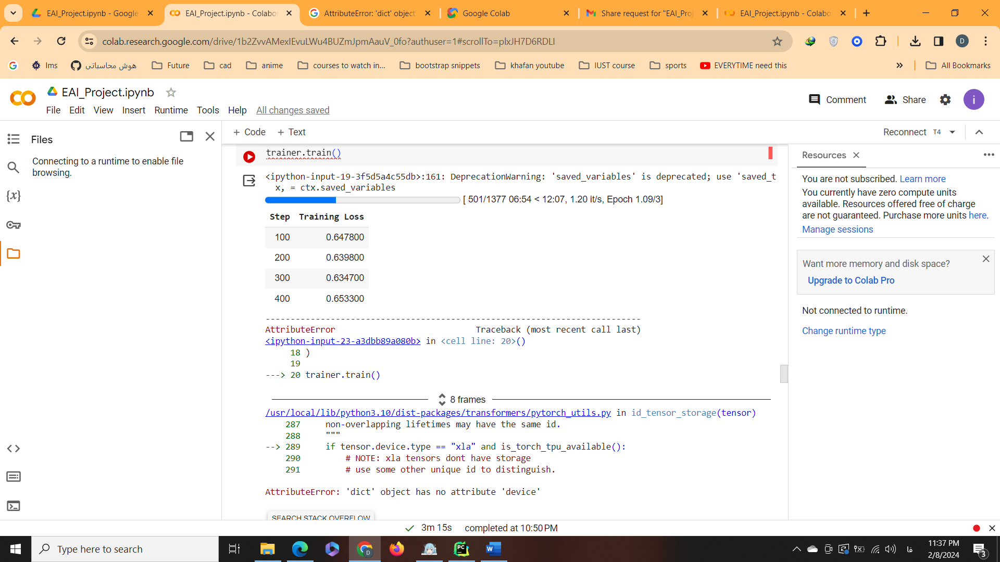 EAI_Project.ipynb - Google
EAI_Project.ipynb - Colabo
AttributeError: 'dict' object
Google Colab
Share request for "EAI_Proj
EAI_Project.ipynb - Colabo
colab.research.google.com/drive/1b2ZvvAMexIEvuLWu4BUZmJpmAauV_0fo?authuser=1#scrollTo=plxJH7D6RDLI
D
lms
هوش محاسباتی
Future
cad
anime
courses to watch in...
bootstrap snippets
khafan youtube
IUST course
sports
EVERYTIME need this
All Bookmarks
EAI_Project.ipynb
File Edit View Insert Runtime Tools Help All changes saved
Comment
Share
i
Files
Connecting to a runtime to enable file
browsing.
+ Code + Text
Reconnect T4
trainer.train()
<ipython-input-19-3f5d5a4c55db>:161: DeprecationWarning: 'saved_variables' is deprecated; use 'saved_t
x, = ctx.saved_variables
[ 501/1377 06:54 < 12:07, 1.20 it/s, Epoch 1.09/3]
Step Training Loss
100 0.647800
200 0.639800
300 0.634700
400 0.653300
---------------------------------------------------------------------------
AttributeError Traceback (most recent call last)
<ipython-input-23-a3dbb89a080b> in <cell line: 20>()
18 )
19
---> 20 trainer.train()
8 frames
/usr/local/lib/python3.10/dist-packages/transformers/pytorch_utils.py in id_tensor_storage(tensor)
287 non-overlapping lifetimes may have the same id.
288 """
--> 289 if tensor.device.type == "xla" and is_torch_tpu_available():
290 # NOTE: xla tensors dont have storage
291 # use some other unique id to distinguish.
AttributeError: 'dict' object has no attribute 'device'
SEARCH STACK OVERFLOW
Resources
You are not subscribed. Learn more
You currently have zero compute units
available. Resources offered free of charge
are not guaranteed. Purchase more units here.
Manage sessions
Want more memory and disk space?
Upgrade to Colab Pro
Not connected to runtime.
Change runtime type
{x}
3m 15s completed at 10:50 PM
Type here to search
D
PC
W
فا
11:37 PM
2/8/2024
3